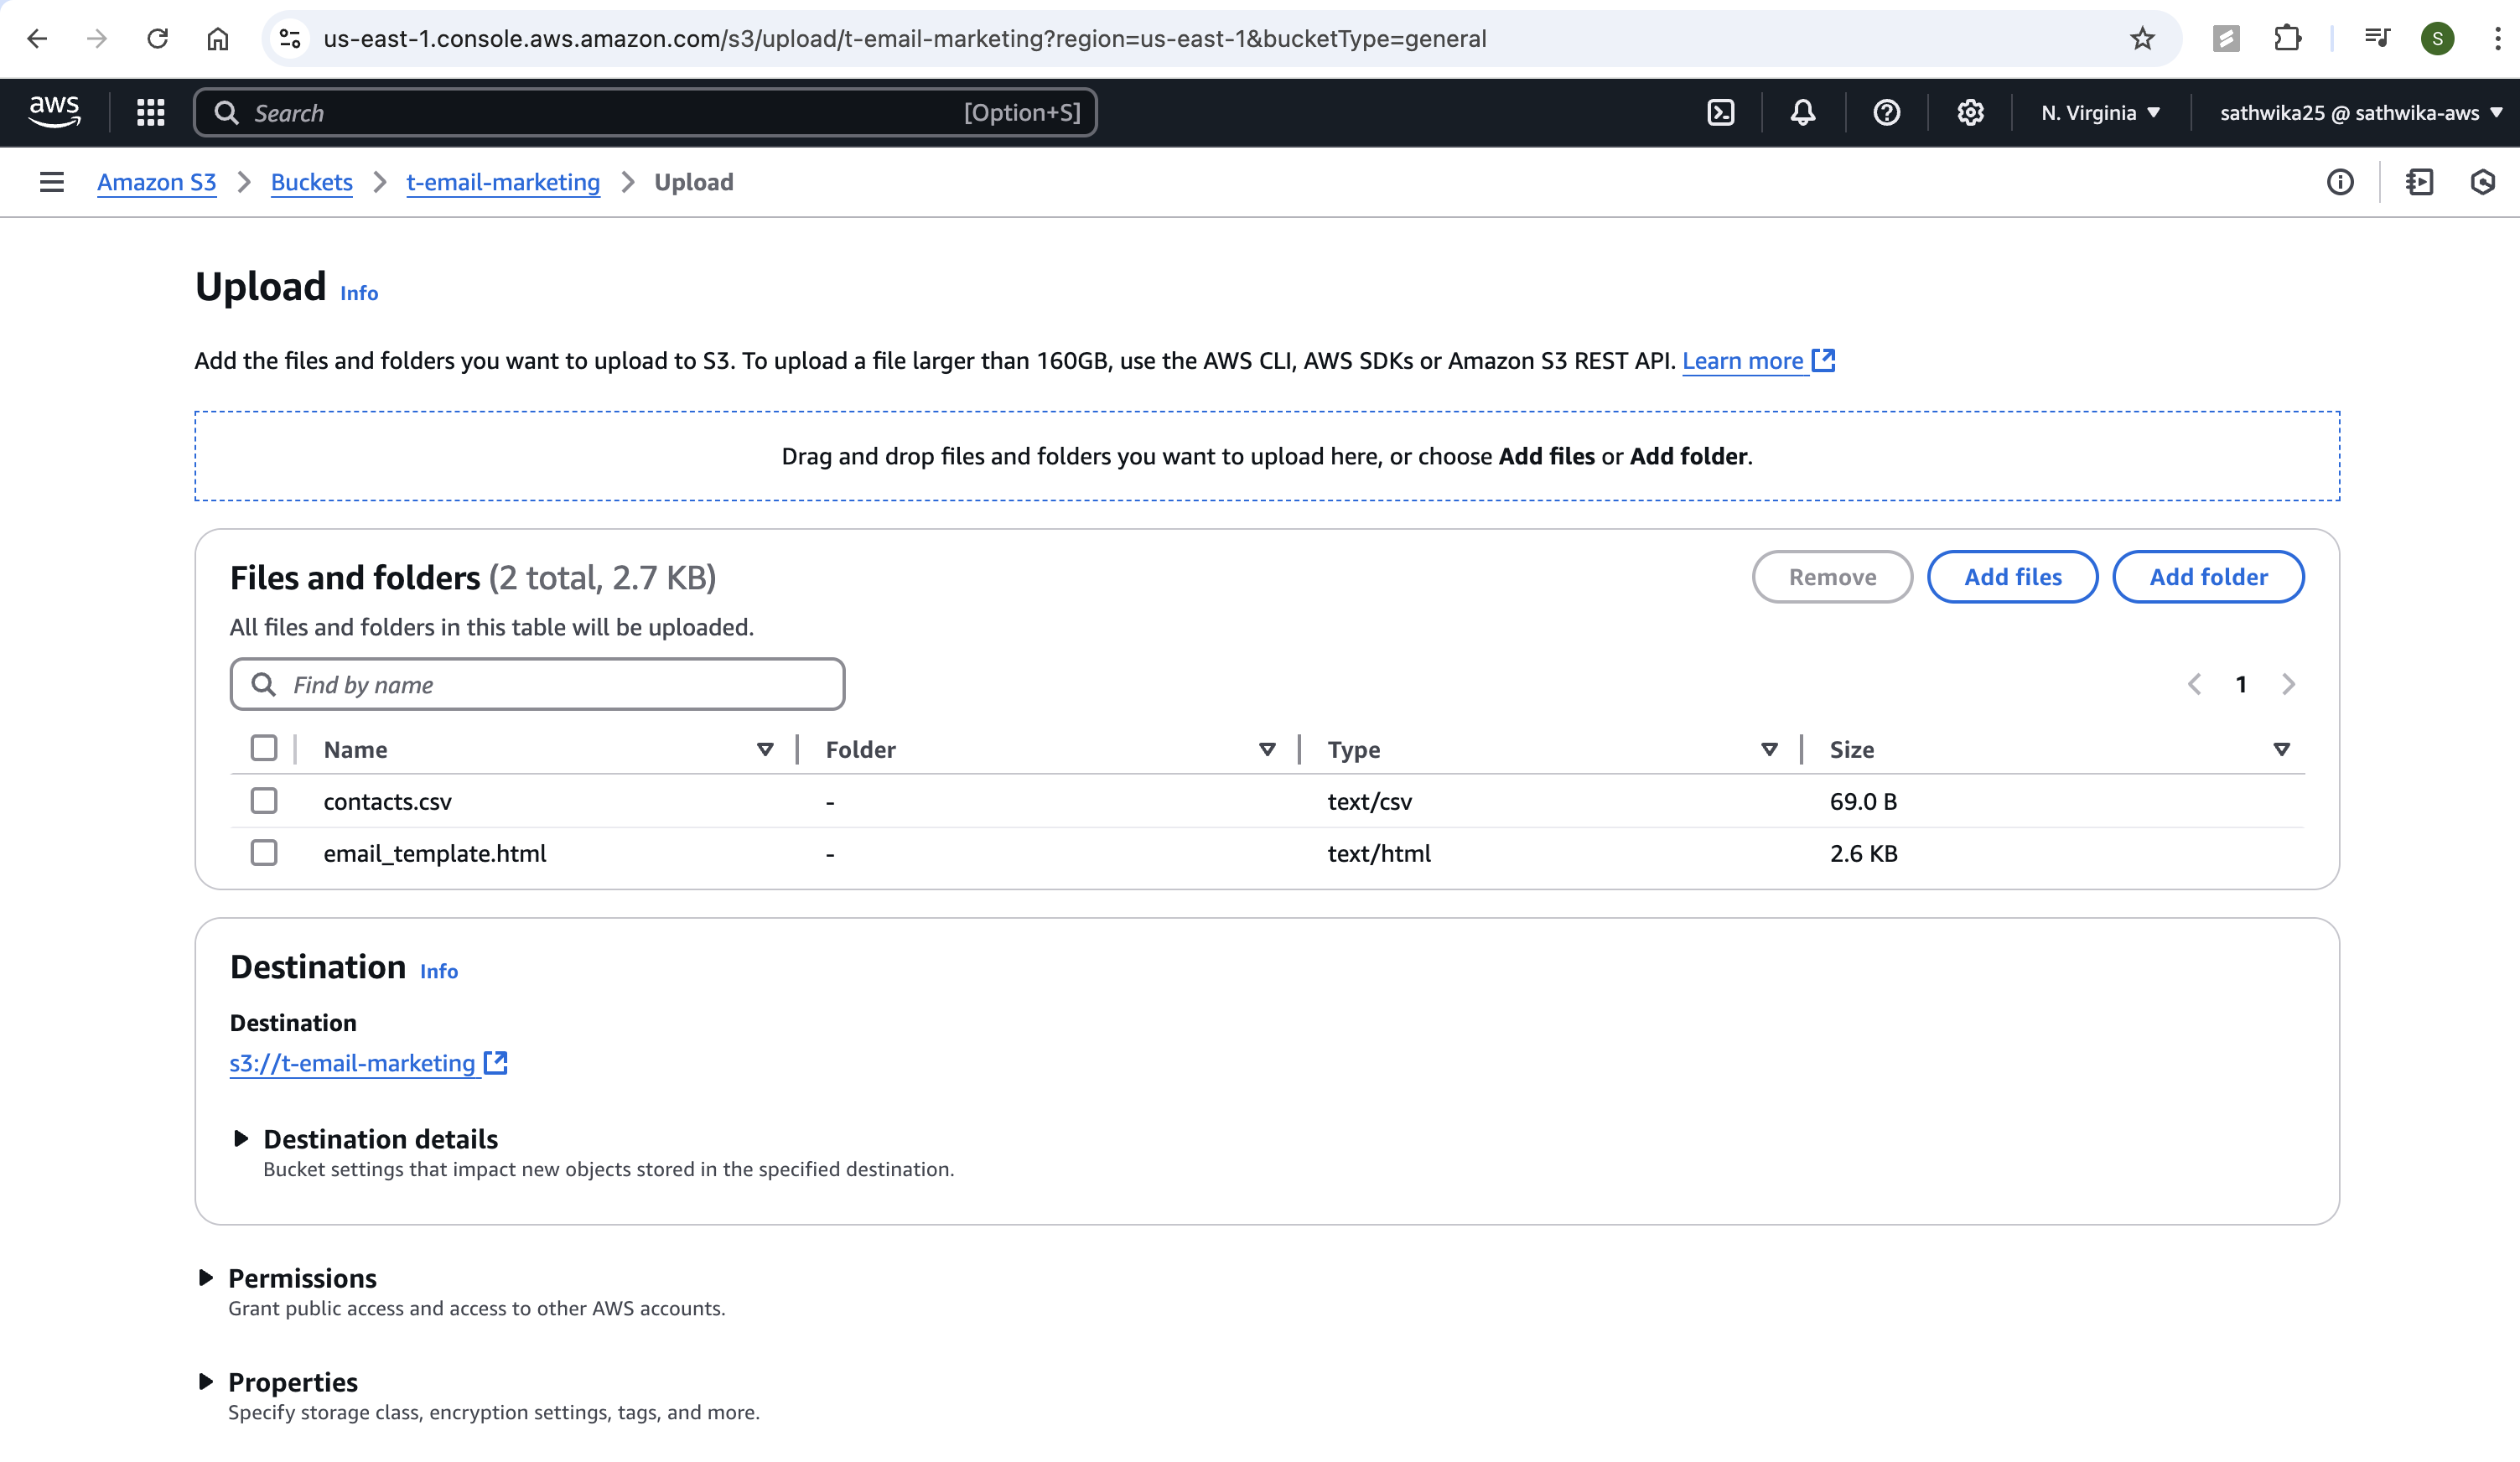 us-east-1.console.aws.amazon.com/s3/upload/t-email-marketing?region=us-east-1&bucketType=general
S
aws
Search
[Option+S]
N. Virginia
sathwika25 @ sathwika-aws
Amazon S3 > Buckets > t-email-marketing > Upload
Upload Info
Add the files and folders you want to upload to S3. To upload a file larger than 160GB, use the AWS CLI, AWS SDKs or Amazon S3 REST API. Learn more
Drag and drop files and folders you want to upload here, or choose Add files or Add folder.
Files and folders (2 total, 2.7 KB)
Remove
Add files
Add folder
All files and folders in this table will be uploaded.
Find by name
1
Name Folder Type Size
contacts.csv - text/csv 69.0 B
email_template.html - text/html 2.6 KB
Destination Info
Destination
s3://t-email-marketing
Destination details
Bucket settings that impact new objects stored in the specified destination.
Permissions
Grant public access and access to other AWS accounts.
Properties
Specify storage class, encryption settings, tags, and more.